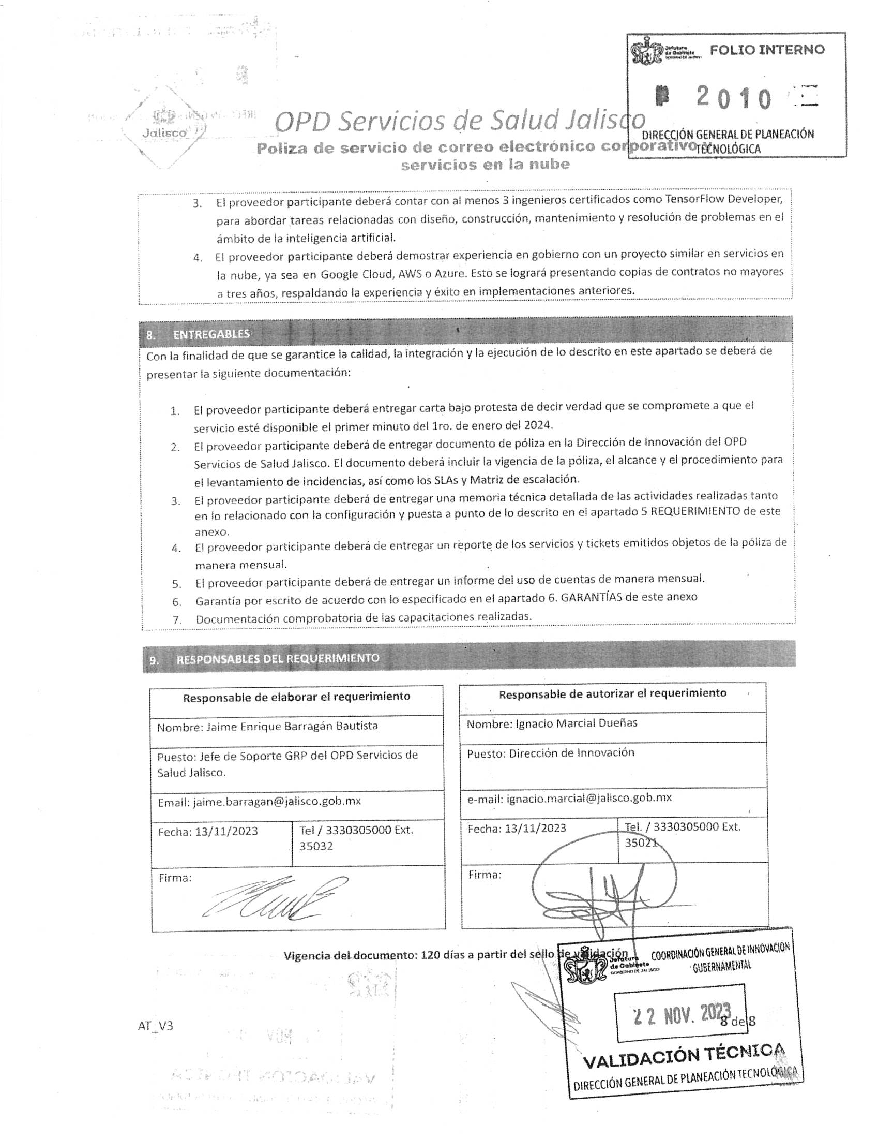 Jefatura
de Gabinete
GOBIERNO DE JALISCO
FOLIO INTERNO
2010
DIRECCIÓN GENERAL DE PLANEACIÓN
TECNOLÓGICA
Jalisco
OPD Servicios de Salud Jalisco
Poliza de servicio de correo electrónico corporativo
servicios en la nube
3. El proveedor participante deberá contar con al menos 3 ingenieros certificados como TensorFlow Developer,
para abordar tareas relacionadas con diseño, construcción, mantenimiento y resolución de problemas en el
ámbito de la inteligencia artificial.
4. El proveedor participante deberá demostrar experiencia en gobierno con un proyecto similar en servicios en
la nube, ya sea en Google Cloud, AWS o Azure. Esto se logrará presentando copias de contratos no mayores
a tres años, respaldando la experiencia y éxito en implementaciones anteriores.
8. ENTREGABLES
Con la finalidad de que se garantice la calidad, la integración y la ejecución de lo descrito en este apartado se deberá de
presentar la siguiente documentación:
1. El proveedor participante deberá entregar carta bajo protesta de decir verdad que se compromete a que el
servicio esté disponible el primer minuto del 1ro. de enero del 2024.
2. El proveedor participante deberá de entregar documento de póliza en la Dirección de Innovación del OPD
Servicios de Salud Jalisco. El documento deberá incluir la vigencia de la póliza, el alcance y el procedimiento para
el levantamiento de incidencias, así como los SLAs y Matriz de escalación.
3. El proveedor participante deberá de entregar una memoria técnica detallada de las actividades realizadas tanto
en lo relacionado con la configuración y puesta a punto de lo descrito en el apartado 5 REQUERIMIENTO de este
anexo.
4. El proveedor participante deberá de entregar un reporte de los servicios y tickets emitidos objetos de la póliza de
manera mensual.
5. El proveedor participante deberá de entregar un informe del uso de cuentas de manera mensual.
6. Garantía por escrito de acuerdo con lo especificado en el apartado 6. GARANTÍAS de este anexo
7. Documentación comprobatoria de las capacitaciones realizadas.
9. RESPONSABLES DEL REQUERIMIENTO
Responsable de elaborar el requerimiento
Nombre: Jaime Enrique Barragán Bautista
Puesto: Jefe de Soporte GRP del OPD Servicios de
Salud Jalisco.
Email: jaime.barragan@jalisco.gob.mx
Fecha: 13/11/2023 Tel / 3330305000 Ext.
35032
Firma:
Responsable de autorizar el requerimiento
Nombre: Ignacio Marcial Dueñas
Puesto: Dirección de Innovación
e-mail: ignacio.marcial@jalisco.gob.mx
Fecha: 13/11/2023 Tel. / 3330305000 Ext.
35021
Firma:
Vigencia del documento: 120 días a partir del sello de validación
Jefatura
de Gabinete
GOBIERNO DE JALISCO
COORDINACIÓN GENERAL DE INNOVACIÓN
GUBERNAMENTAL
22 NOV. 2023
8 de 8
VALIDACIÓN TÉCNICA
DIRECCIÓN GENERAL DE PLANEACIÓN TECNOLÓGICA
AT_V3